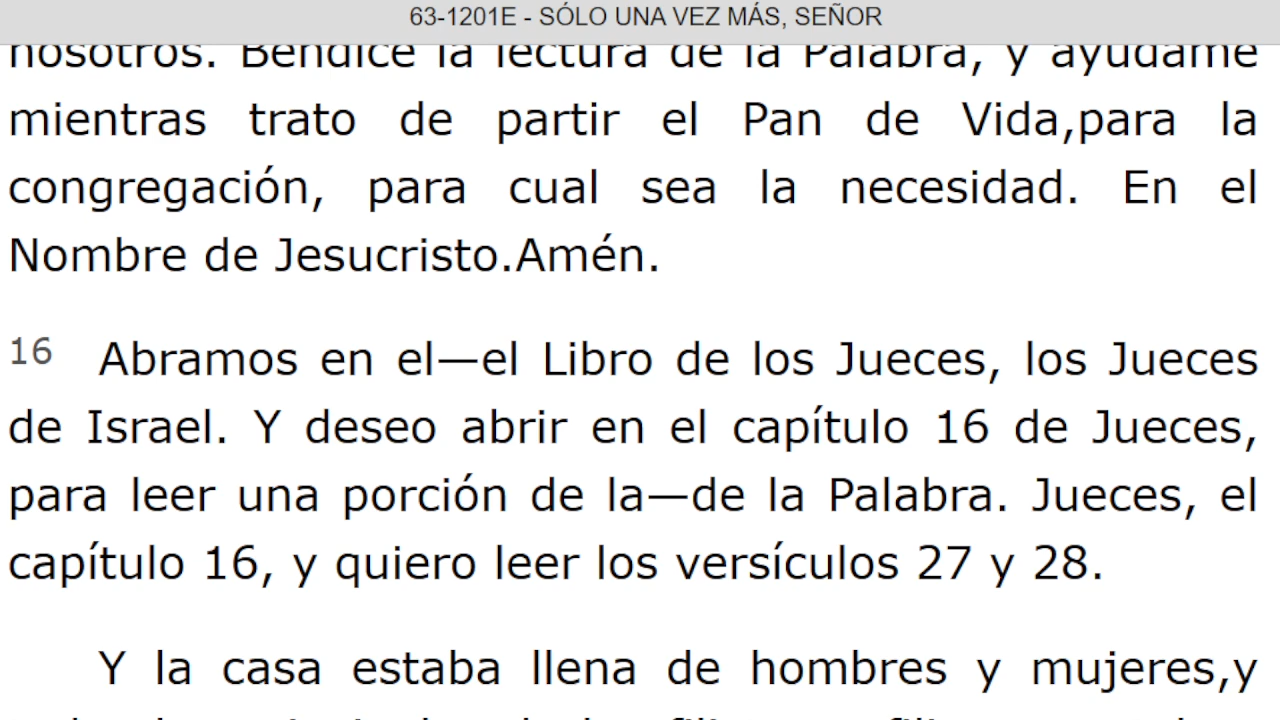 63-1201E - SÓLO UNA VEZ MÁS, SEÑOR
nosotros. Bendice la lectura de la Palabra, y ayúdame
mientras trato de partir el Pan de Vida,para la
congregación, para cual sea la necesidad. En el
Nombre de Jesucristo.Amén.
16 Abramos en el—el Libro de los Jueces, los Jueces
de Israel. Y deseo abrir en el capítulo 16 de Jueces,
para leer una porción de la—de la Palabra. Jueces, el
capítulo 16, y quiero leer los versículos 27 y 28.
Y la casa estaba llena de hombres y mujeres,y